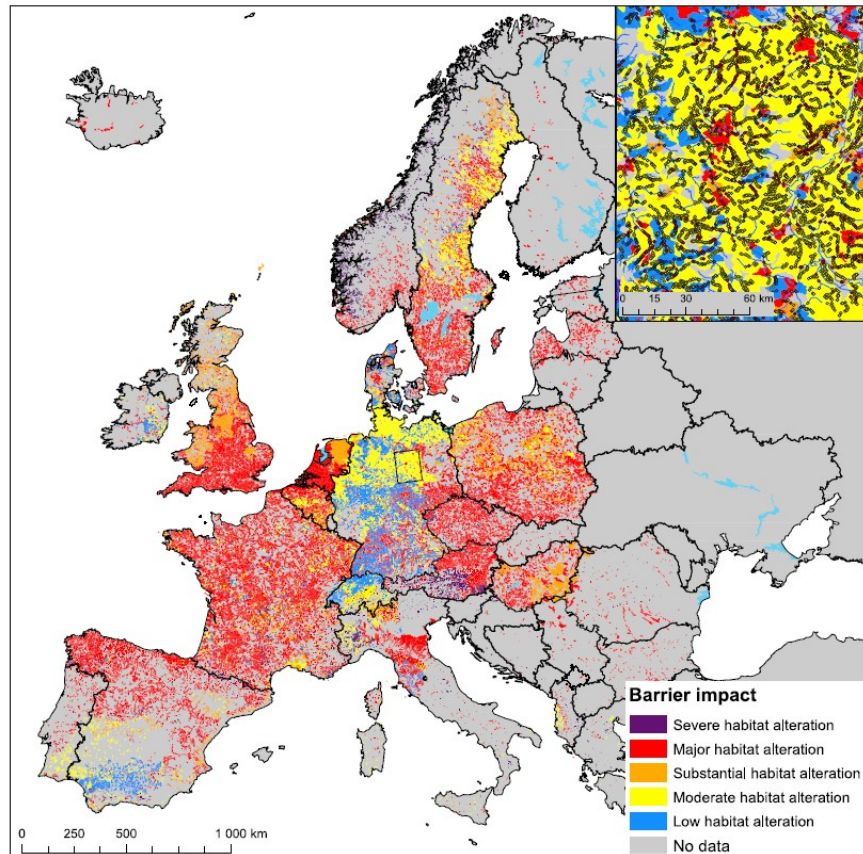 0 15 30 60 km
Barrier impact
Severe habitat alteration
Major habitat alteration
Substantial habitat alteration
Moderate habitat alteration
Low habitat alteration
No data
0 250 500 1 000 km